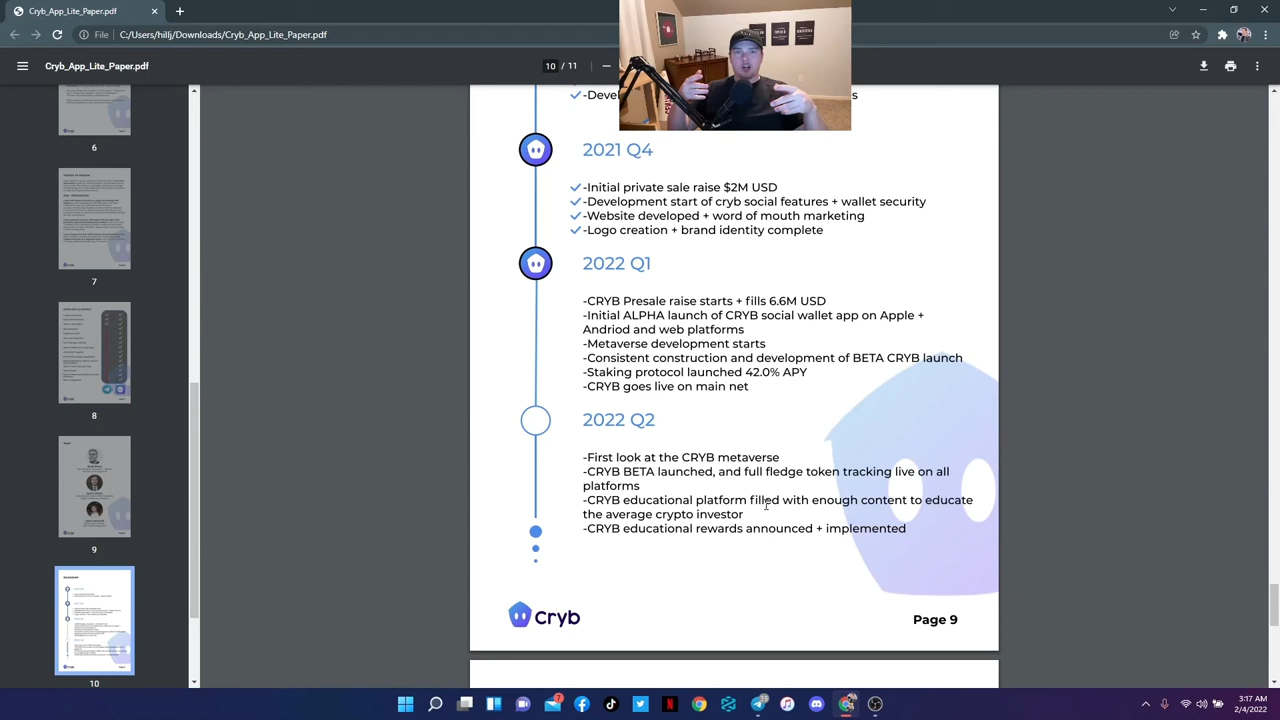 Cryb_App_Lite_Paper.pdf
App_Lite_Paper.pdf
10 / 11
6
7
8
9
10
2021 Q4
-Initial private sale raise $2M USD
-Development start of cryb social features + wallet security
-Website developed + word of mouth marketing
-Logo creation + brand identity complete
2022 Q1
-CRYB Presale raise starts + fills 6.6M USD
-Initial ALPHA launch of CRYB social wallet app on Apple +
Andriod and web platforms
-Metaverse development starts
-Consistent construction and development of BETA CRYB launch
-Staking protocol launched 42.0% APY
-CRYB goes live on main net
2022 Q2
-First look at the CRYB metaverse
-CRYB BETA launched, and full fledge token tracking live on all
platforms
-CRYB educational platform filled with enough content to educate
the average crypto investor
-CRYB educational rewards announced + implemented
Cryb
Page 9
3:17 AM
2/4/2022